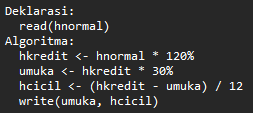 Deklarasi:
  read(hnormal)
Algoritma:
  hkredit <- hnormal * 120%
  umuka <- hkredit * 30%
  hcicil <- (hkredit - umuka) / 12
  write(umuka, hcicil)